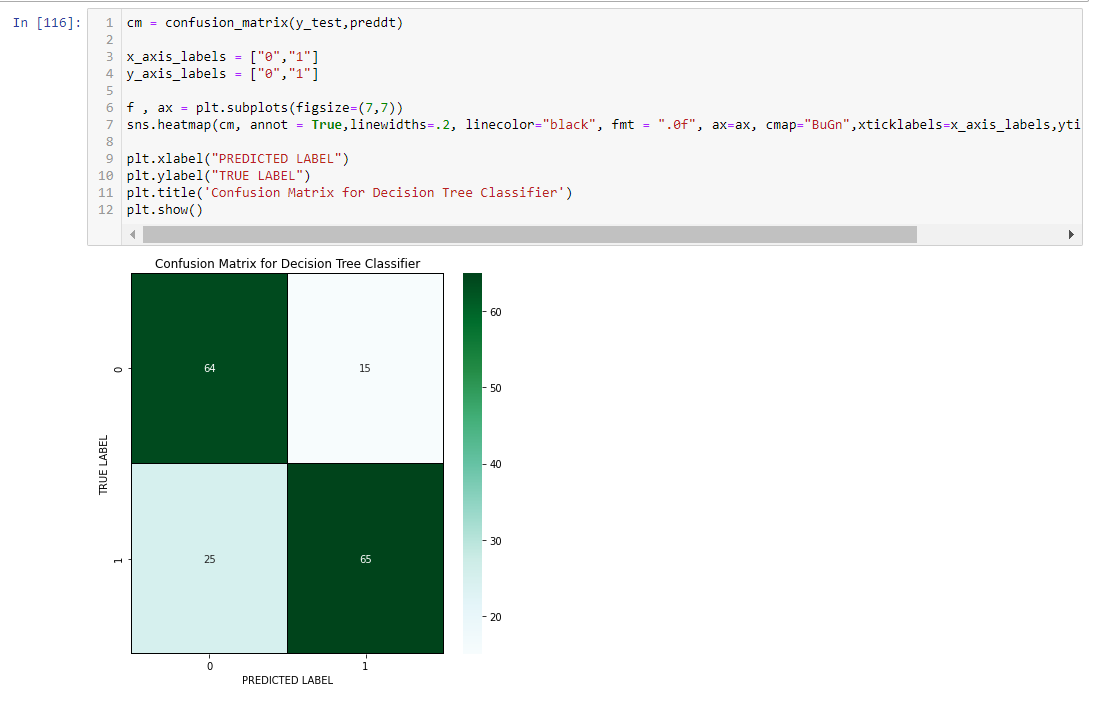 In [116]:
1 cm = confusion_matrix(y_test,preddt)
2
3 x_axis_labels = ["0","1"]
4 y_axis_labels = ["0","1"]
5
6 f , ax = plt.subplots(figsize=(7,7))
7 sns.heatmap(cm, annot = True,linewidths=.2, linecolor="black", fmt = ".0f", ax=ax, cmap="BuGn",xticklabels=x_axis_labels,yti
8
9 plt.xlabel("PREDICTED LABEL")
10 plt.ylabel("TRUE LABEL")
11 plt.title('Confusion Matrix for Decision Tree Classifier')
12 plt.show()
Confusion Matrix for Decision Tree Classifier
TRUE LABEL
0
64 15
1
25 65
0 1
PREDICTED LABEL
60
50
40
30
20